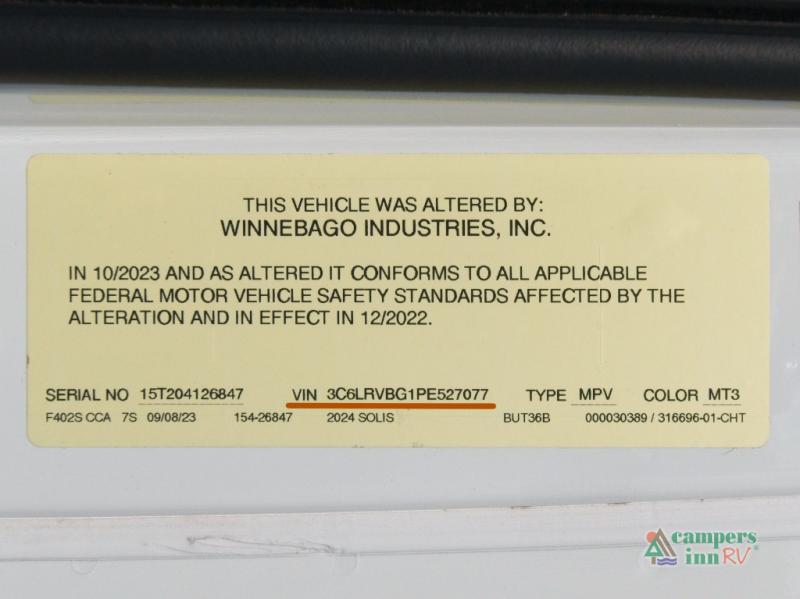 THIS VEHICLE WAS ALTERED BY:
WINNEBAGO INDUSTRIES, INC.
IN 10/2023 AND AS ALTERED IT CONFORMS TO ALL APPLICABLE
FEDERAL MOTOR VEHICLE SAFETY STANDARDS AFFECTED BY THE
ALTERATION AND IN EFFECT IN 12/2022.
SERIAL NO 15T204126847 VIN 3C6LRVBG1PE527077 TYPE MPV COLOR MT3
F402S CCA 7S 09/08/23 154-26847 2024 SOLIS BUT36B 000030389 / 316696-01-CHT
campers
inn RV®